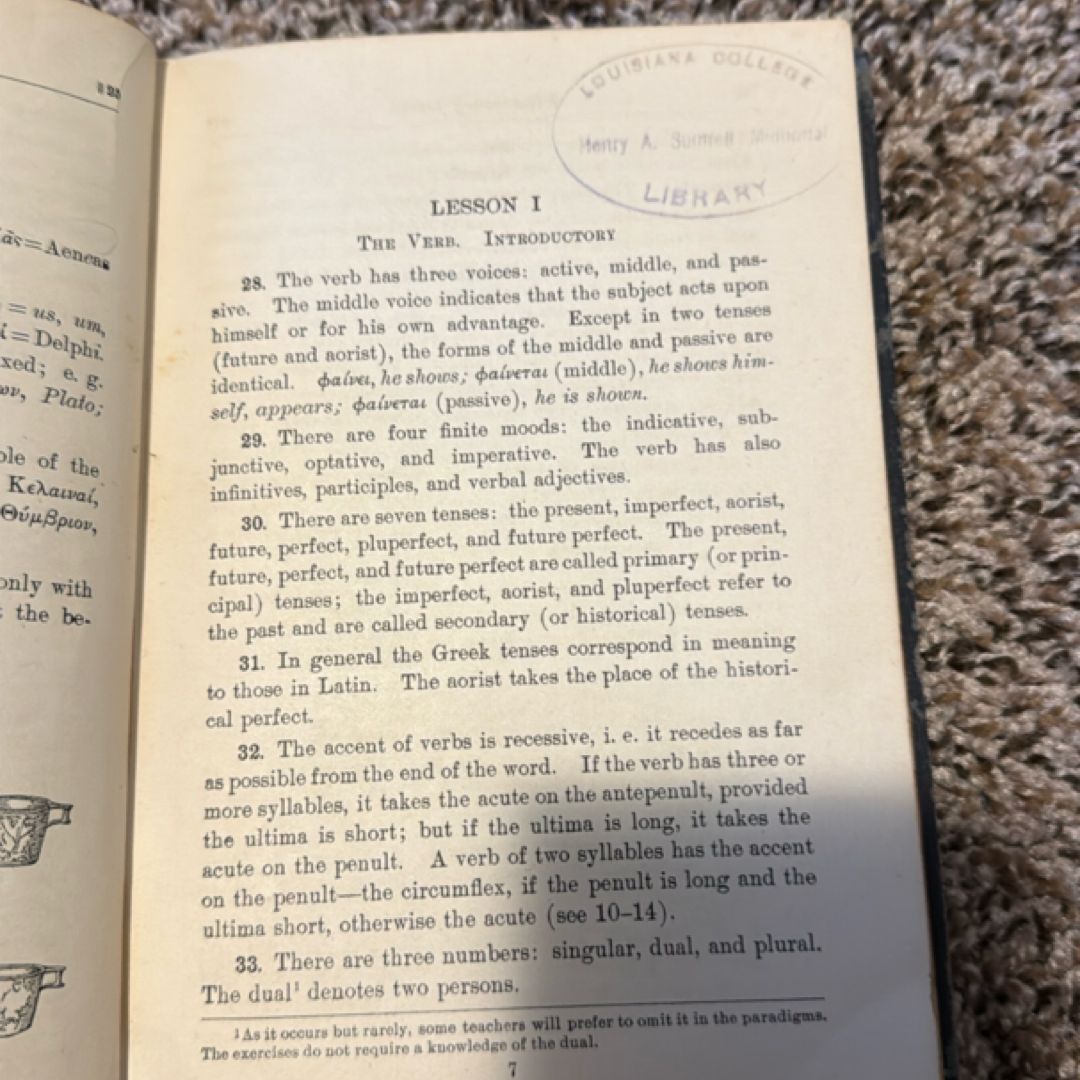 ᾶς=Aeneas
= us, um,
ί=Delphi.
xed; e. g.
ων, Plato;
ple of the
Κελαιναί,
Θύμβριον,
only with
the be-
LOUISIANA COLLEGE
Henry A. Memorial
LIBRARY
LESSON I
THE VERB. INTRODUCTORY
28. The verb has three voices: active, middle, and pas-
sive. The middle voice indicates that the subject acts upon
himself or for his own advantage. Except in two tenses
(future and aorist), the forms of the middle and passive are
identical. φαίνει, he shows; φαίνεται (middle), he shows him-
self, appears; φαίνεται (passive), he is shown.
29. There are four finite moods: the indicative, sub-
junctive, optative, and imperative. The verb has also
infinitives, participles, and verbal adjectives.
30. There are seven tenses: the present, imperfect, aorist,
future, perfect, pluperfect, and future perfect. The present,
future, perfect, and future perfect are called primary (or prin-
cipal) tenses; the imperfect, aorist, and pluperfect refer to
the past and are called secondary (or historical) tenses.
31. In general the Greek tenses correspond in meaning
to those in Latin. The aorist takes the place of the histori-
cal perfect.
32. The accent of verbs is recessive, i. e. it recedes as far
as possible from the end of the word. If the verb has three or
more syllables, it takes the acute on the antepenult, provided
the ultima is short; but if the ultima is long, it takes the
acute on the penult. A verb of two syllables has the accent
on the penult—the circumflex, if the penult is long and the
ultima short, otherwise the acute (see 10–14).
33. There are three numbers: singular, dual, and plural.
The dual¹ denotes two persons.
¹ As it occurs but rarely, some teachers will prefer to omit it in the paradigms.
The exercises do not require a knowledge of the dual.
7